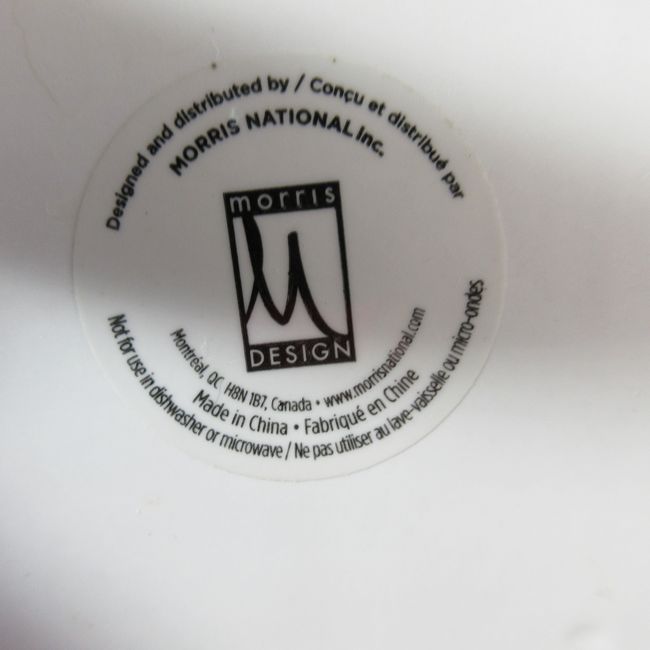 Designed and distributed by / Conçu et distribué par
MORRIS NATIONAL Inc.
morris
M
DESIGN
Montréal, QC H8N 1B7, Canada • www.morrisnational.com
Made in China • Fabriqué en Chine
Not for use in dishwasher or microwave / Ne pas utiliser au lave-vaisselle ou micro-ondes